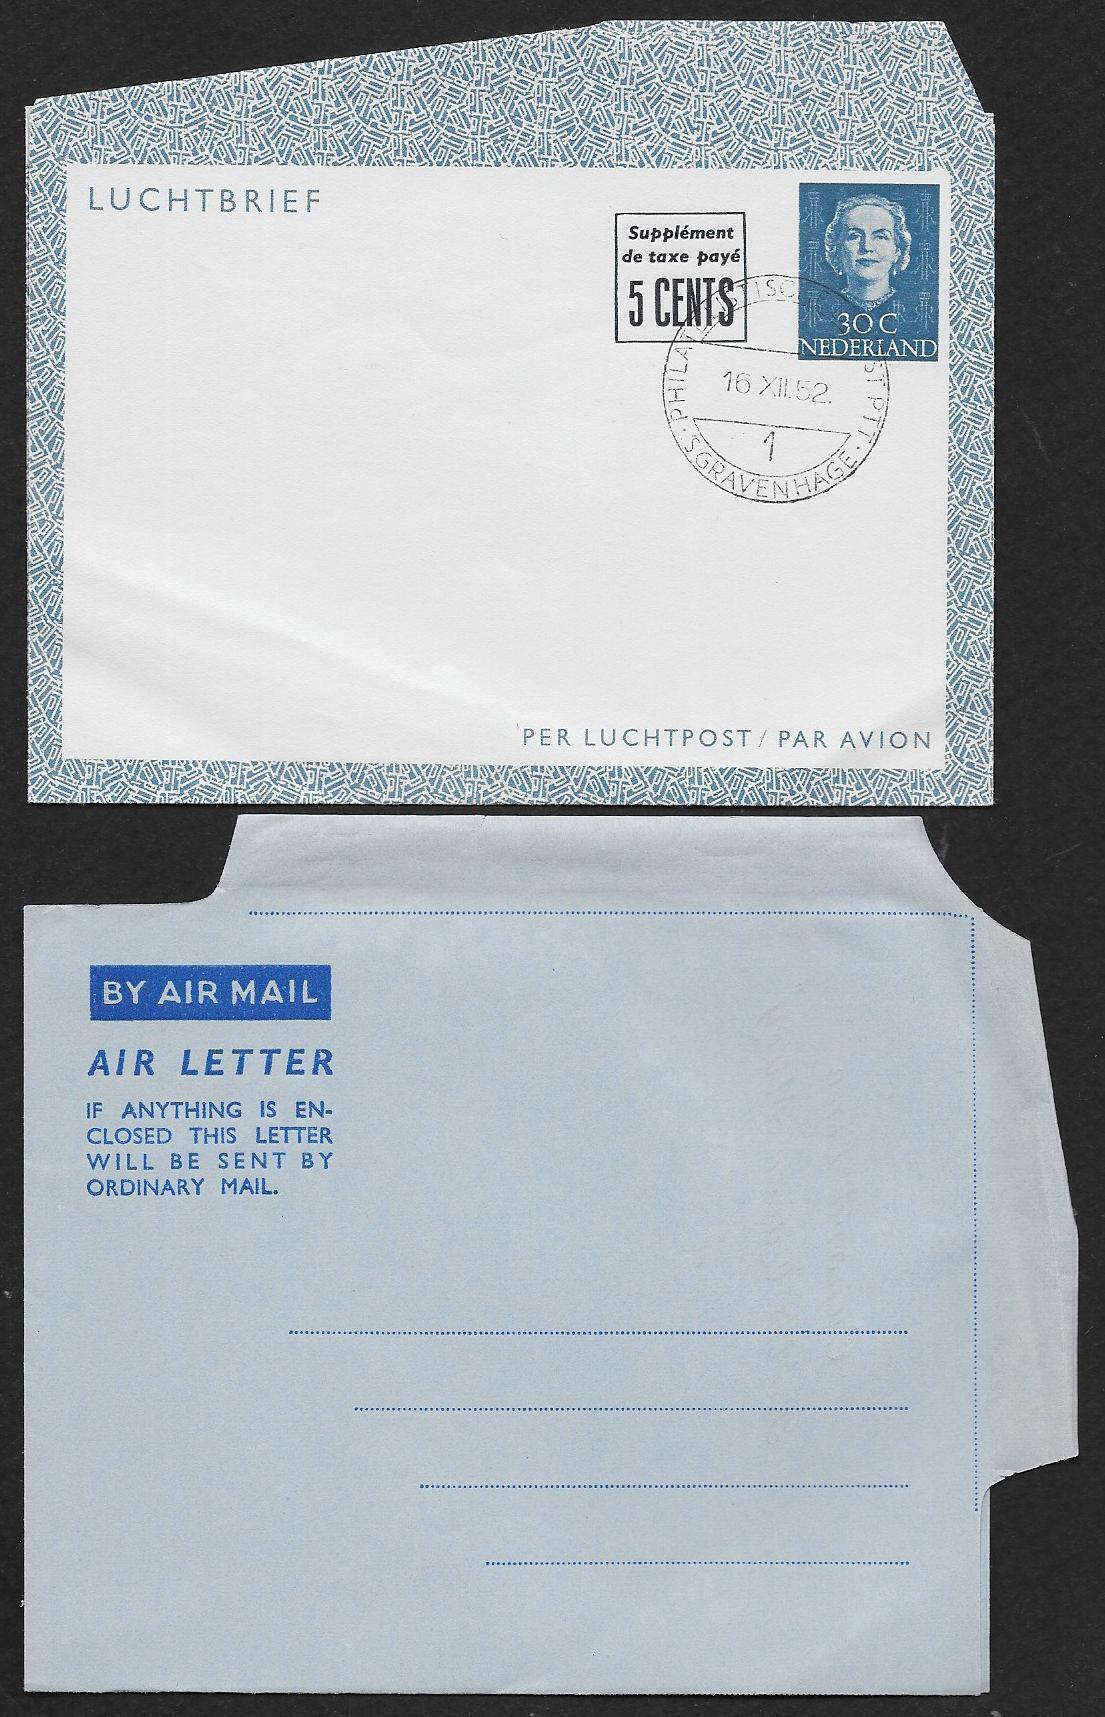 LUCHTBRIEF
Supplément
de taxe payé
5 CENTS
30 C
NEDERLAND
16 XII.52.
1
SGRAVENHAGE
PER LUCHTPOST / PAR AVION
BY AIR MAIL
AIR LETTER
IF ANYTHING IS EN-
CLOSED THIS LETTER
WILL BE SENT BY
ORDINARY MAIL.